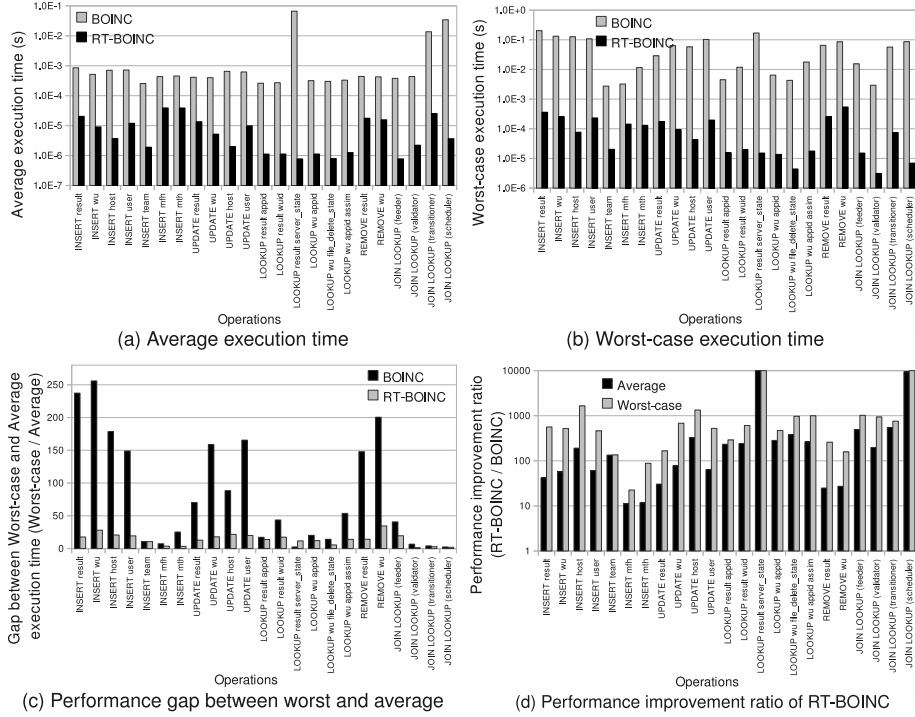 1.0E-1
1.0E-2
1.0E-3
1.0E-4
1.0E-5
1.0E-6
1.0E-7
Average execution time (s)
BOINC
RT-BOINC
INSERT result
INSERT wu
INSERT host
INSERT user
INSERT team
INSERT mfh
INSERT mth
UPDATE result
UPDATE wu
UPDATE host
UPDATE user
LOOKUP result appid
LOOKUP result wuid
LOOKUP result server_state
LOOKUP wu appid
LOOKUP wu file_delete_state
LOOKUP wu appid assim
REMOVE result
REMOVE wu
JOIN LOOKUP (feeder)
JOIN LOOKUP (validator)
JOIN LOOKUP (transitioner)
JOIN LOOKUP (scheduler)
Operations
(a) Average execution time
1.0E+0
1.0E-1
1.0E-2
1.0E-3
1.0E-4
1.0E-5
1.0E-6
Worst-case execution time (s)
BOINC
RT-BOINC
INSERT result
INSERT wu
INSERT host
INSERT user
INSERT team
INSERT mfh
INSERT mth
UPDATE result
UPDATE wu
UPDATE host
UPDATE user
LOOKUP result appid
LOOKUP result wuid
LOOKUP result server_state
LOOKUP wu appid
LOOKUP wu file_delete_state
LOOKUP wu appid assim
REMOVE result
REMOVE wu
JOIN LOOKUP (feeder)
JOIN LOOKUP (validator)
JOIN LOOKUP (transitioner)
JOIN LOOKUP (scheduler)
Operations
(b) Worst-case execution time
250
200
150
100
50
0
Gap between Worst-case and Average
execution time (Worst-case / Average)
BOINC
RT-BOINC
INSERT result
INSERT wu
INSERT host
INSERT user
INSERT team
INSERT mfh
INSERT mth
UPDATE result
UPDATE wu
UPDATE host
UPDATE user
LOOKUP result appid
LOOKUP result wuid
LOOKUP result server_state
LOOKUP wu appid
LOOKUP wu file_delete_state
LOOKUP wu appid assim
REMOVE result
REMOVE wu
JOIN LOOKUP (feeder)
JOIN LOOKUP (validator)
JOIN LOOKUP (transitioner)
JOIN LOOKUP (scheduler)
Operations
(c) Performance gap between worst and average
10000
1000
100
10
1
Performance improvement ratio
(RT-BOINC / BOINC)
Average
Worst-case
INSERT result
INSERT wu
INSERT host
INSERT user
INSERT team
INSERT mfh
INSERT mth
UPDATE result
UPDATE wu
UPDATE host
UPDATE user
LOOKUP result appid
LOOKUP result wuid
LOOKUP result server_state
LOOKUP wu appid
LOOKUP wu file_delete_state
LOOKUP wu appid assim
REMOVE result
REMOVE wu
JOIN LOOKUP (feeder)
JOIN LOOKUP (validator)
JOIN LOOKUP (transitioner)
JOIN LOOKUP (scheduler)
Operations
(d) Performance improvement ratio of RT-BOINC